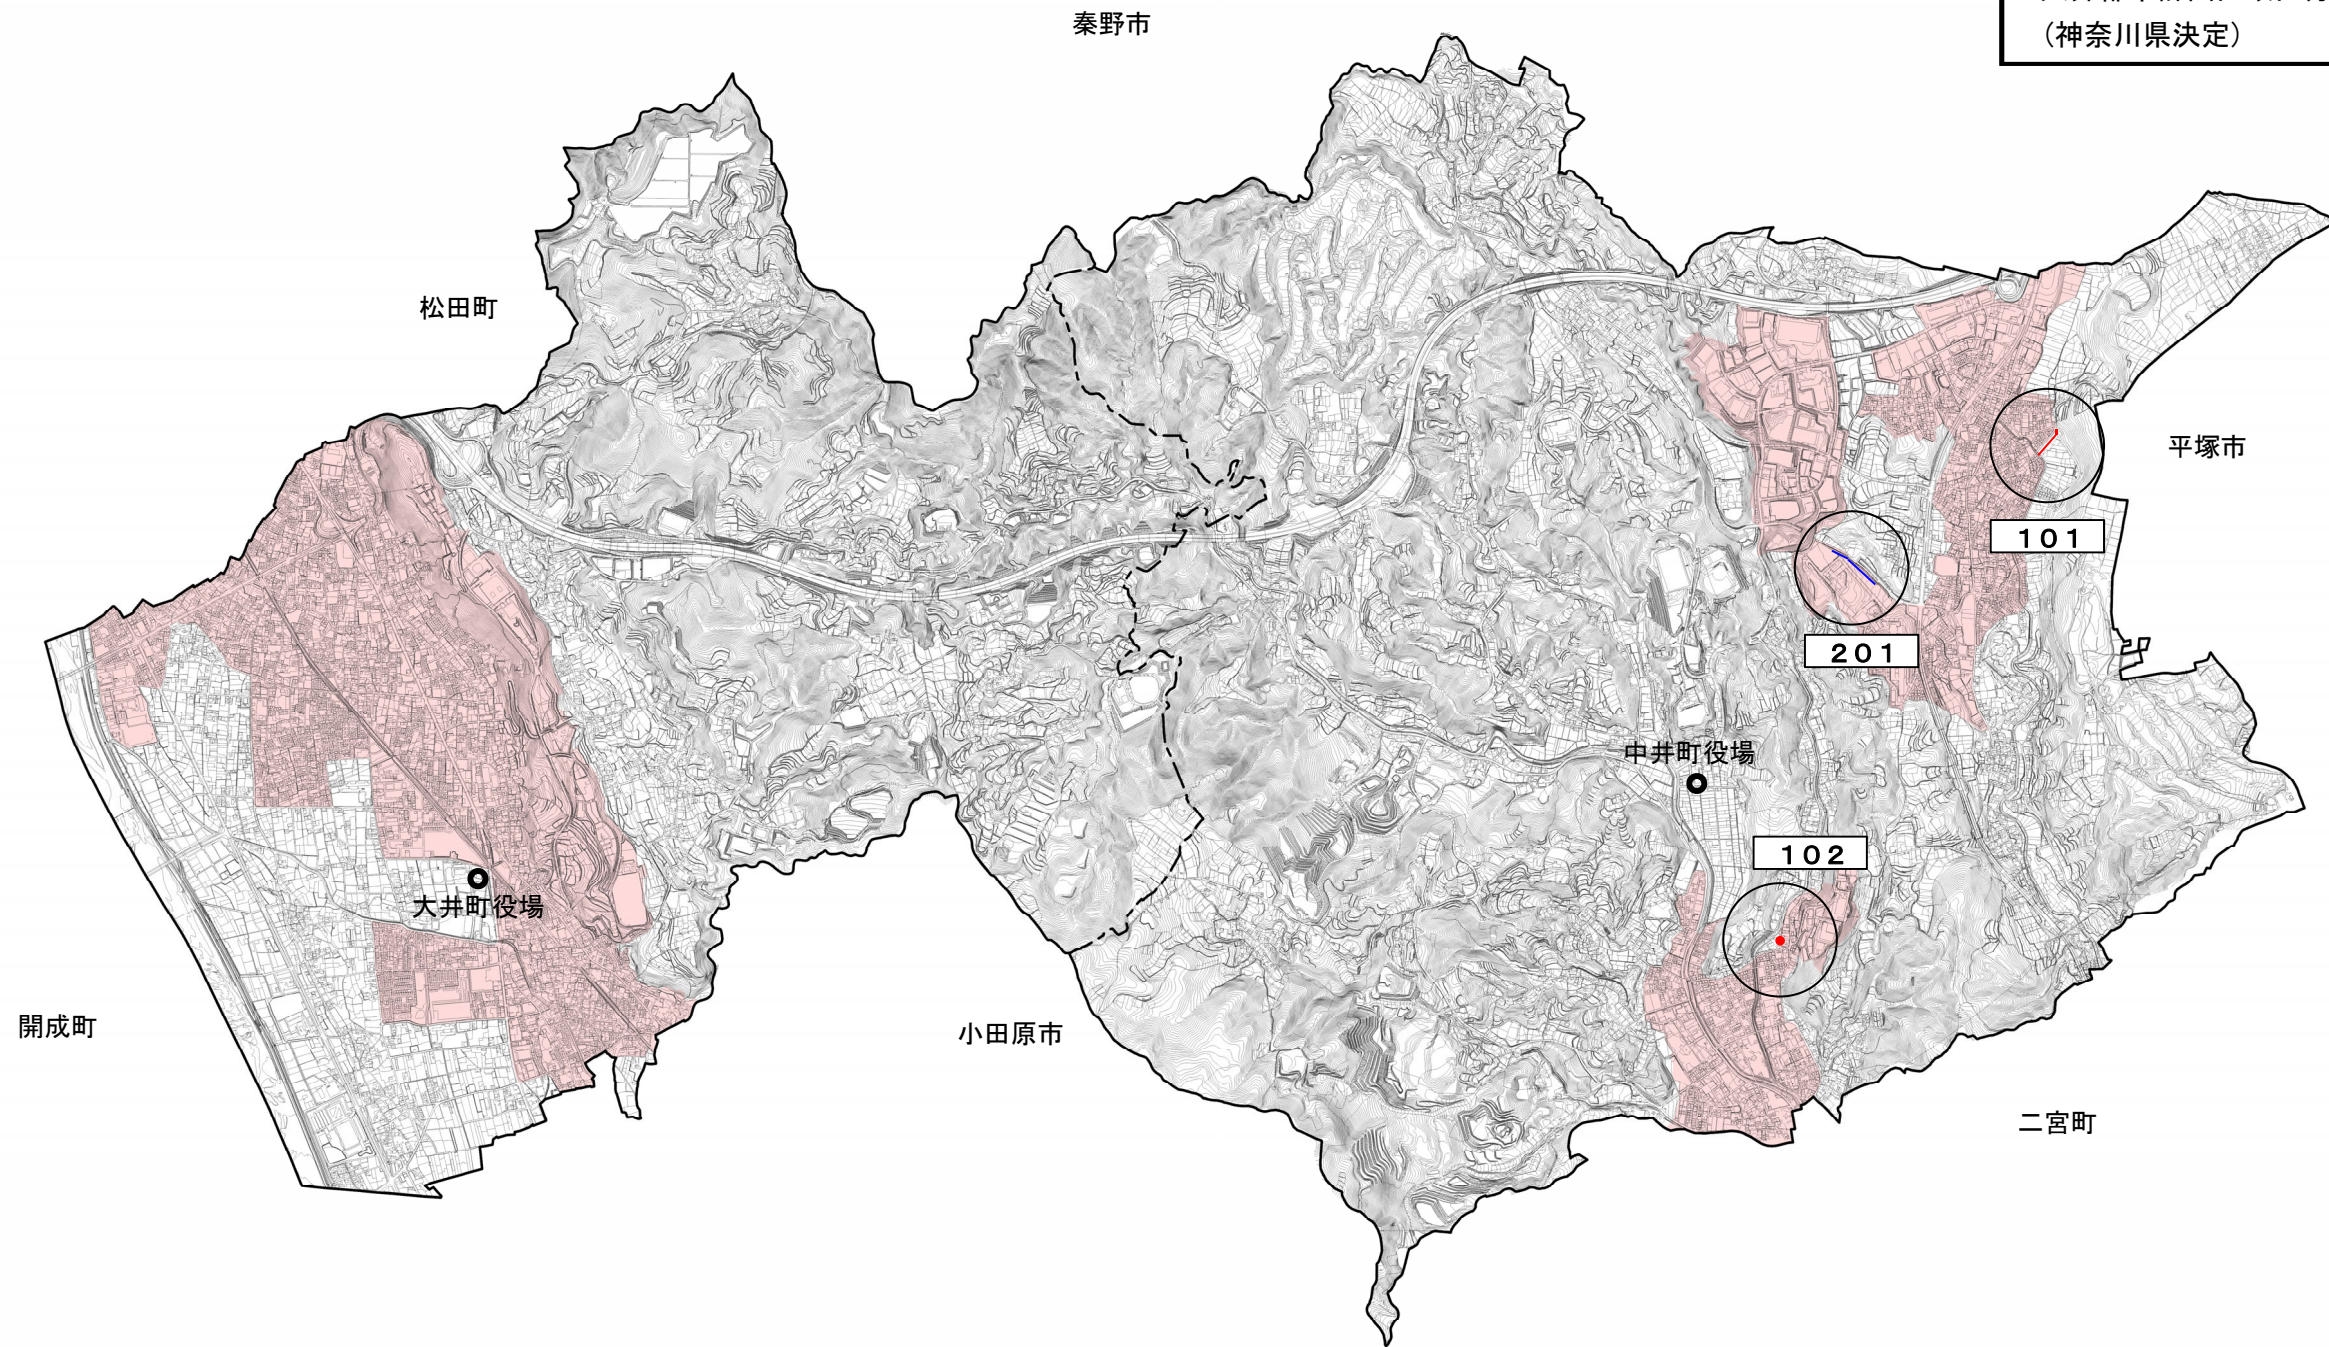 秦野市
（神奈川県決定）
松田町
平塚市
１０１
２０１
中井町役場
１０２
大井町役場
開成町
小田原市
二宮町